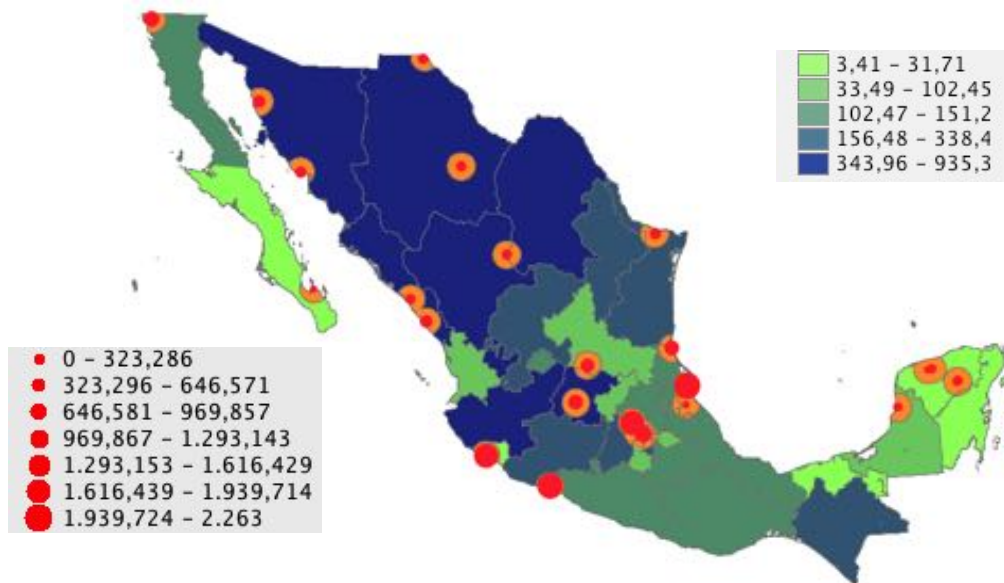 3,41 – 31,71
33,49 – 102,45
102,47 – 151,2
156,48 – 338,4
343,96 – 935,3
0 – 323,286
323,296 – 646,571
646,581 – 969,857
969,867 – 1.293,143
1.293,153 – 1.616,429
1.616,439 – 1.939,714
1.939,724 – 2.263